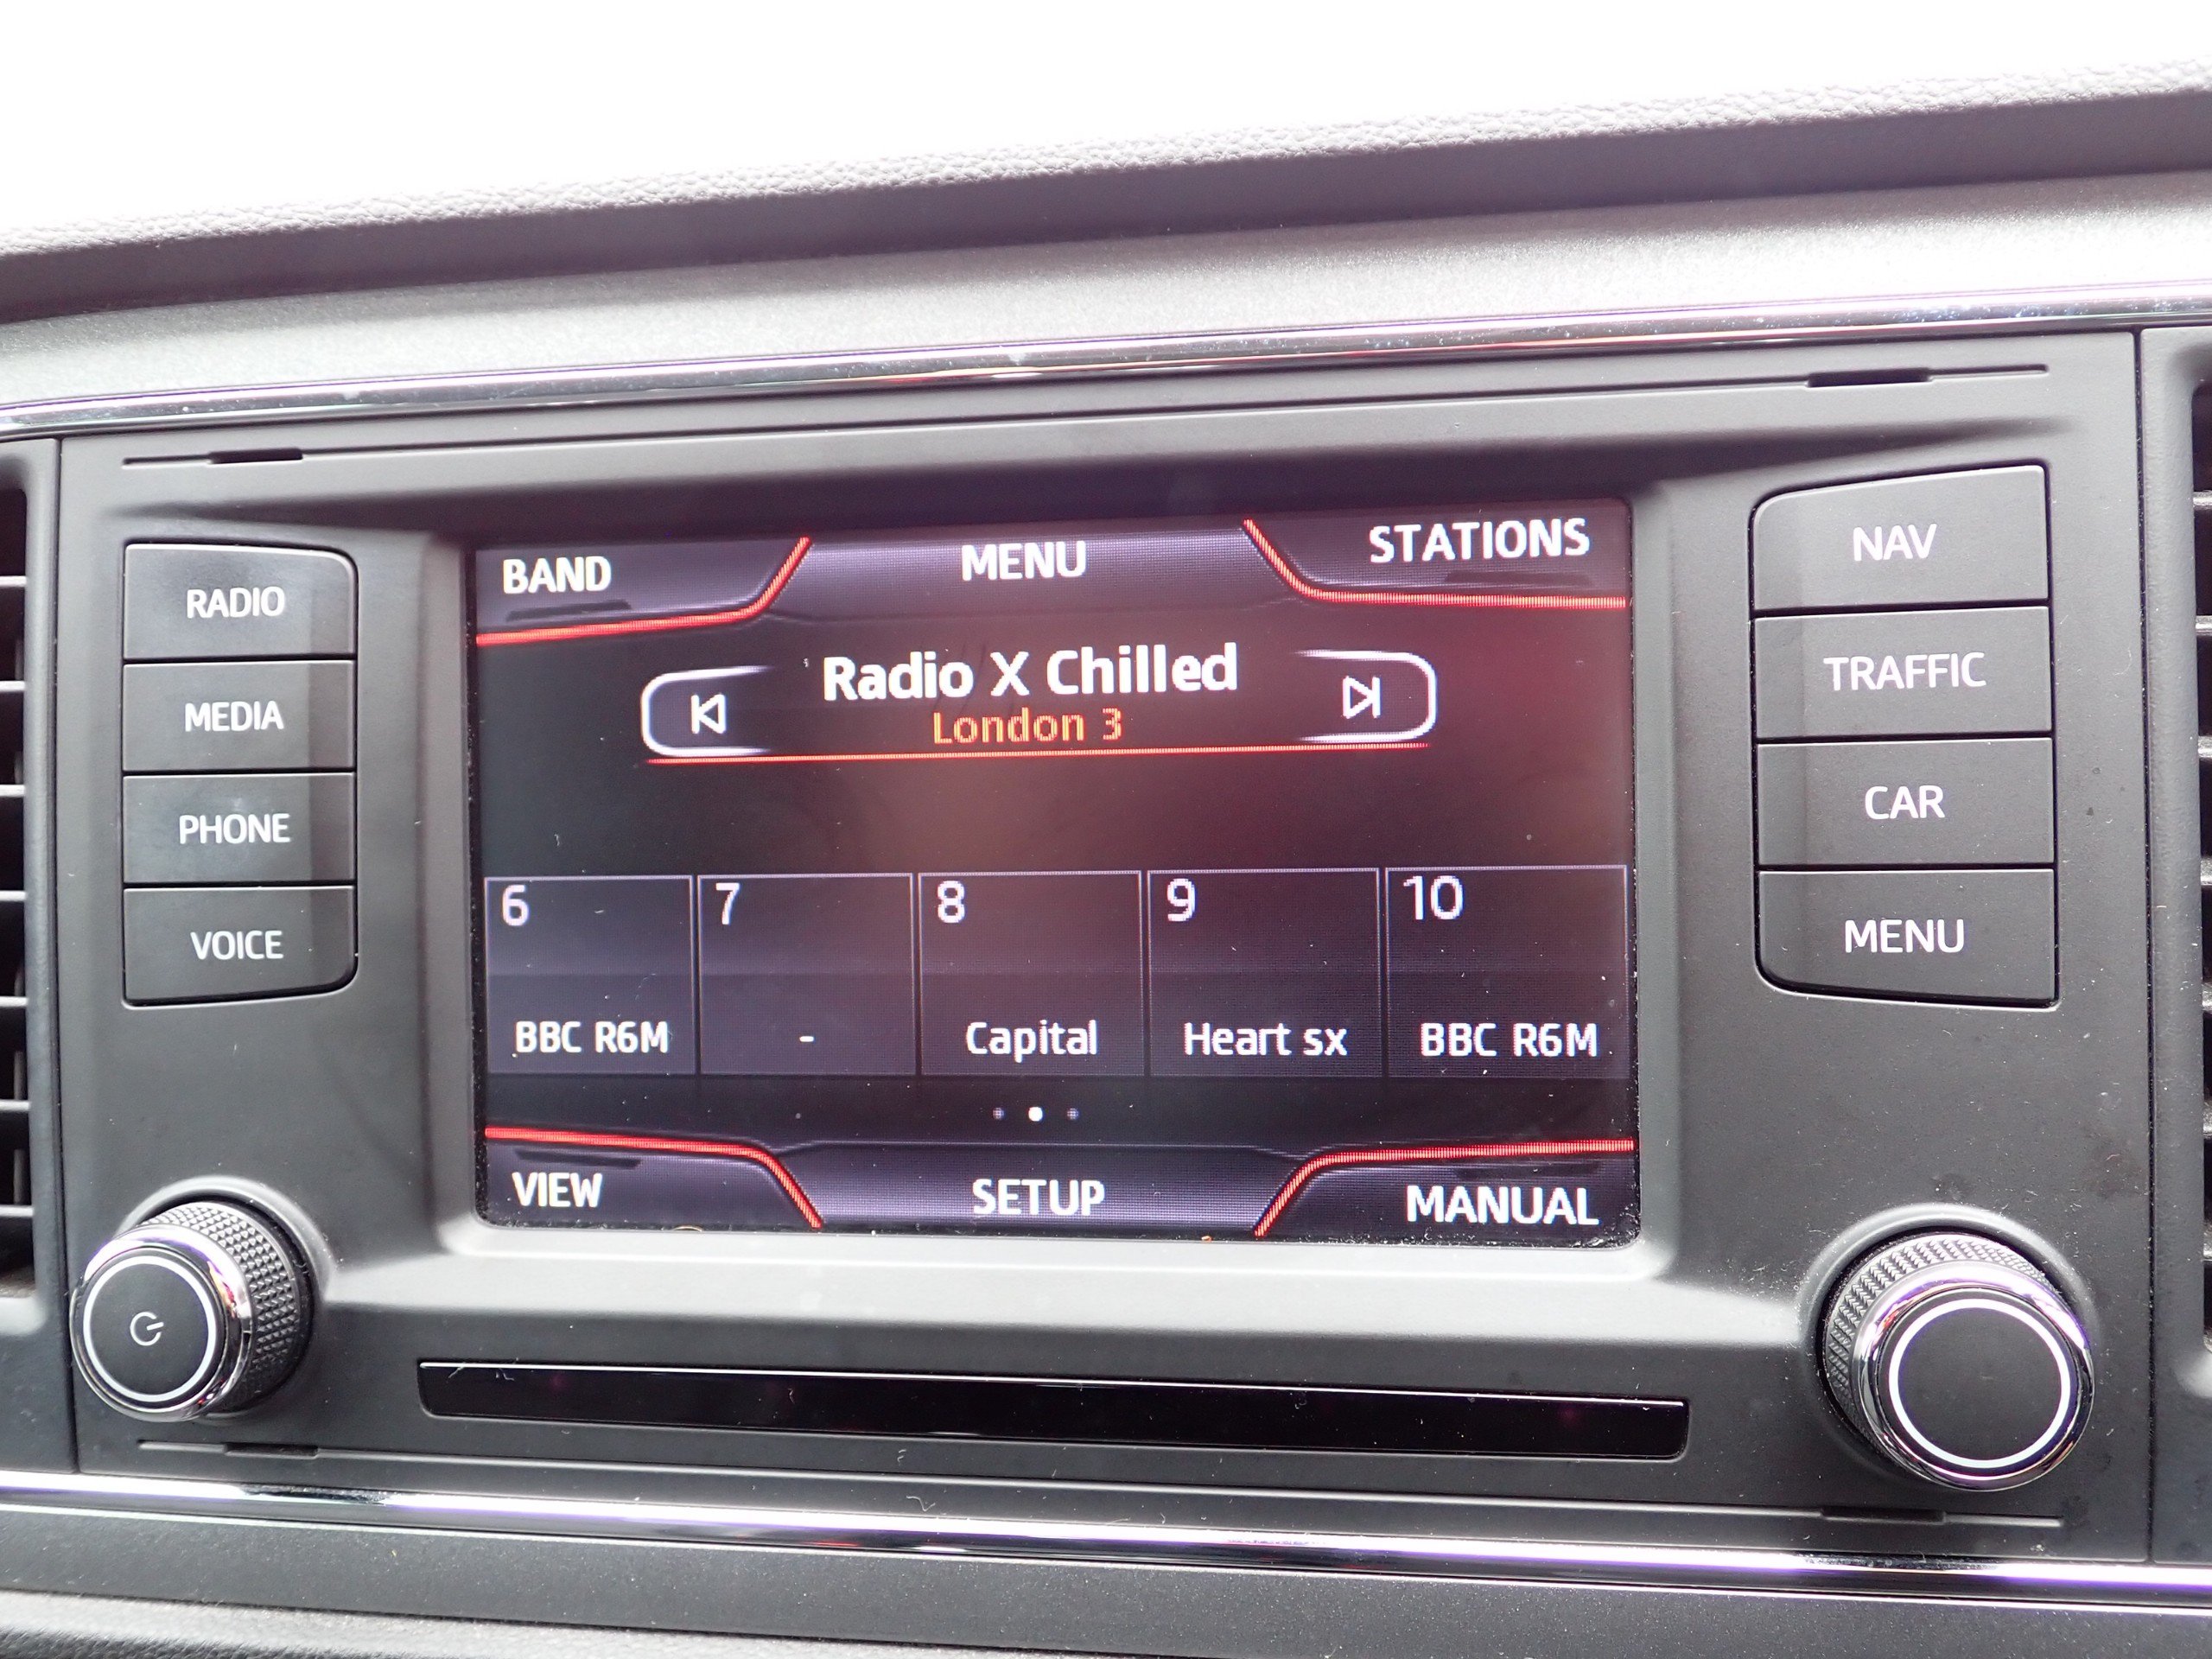 BAND MENU STATIONS
Radio X Chilled
London 3
6 7 8 9 10
BBC R6M - Capital Heart sx BBC R6M
VIEW SETUP MANUAL
RADIO
MEDIA
PHONE
VOICE
NAV
TRAFFIC
CAR
MENU